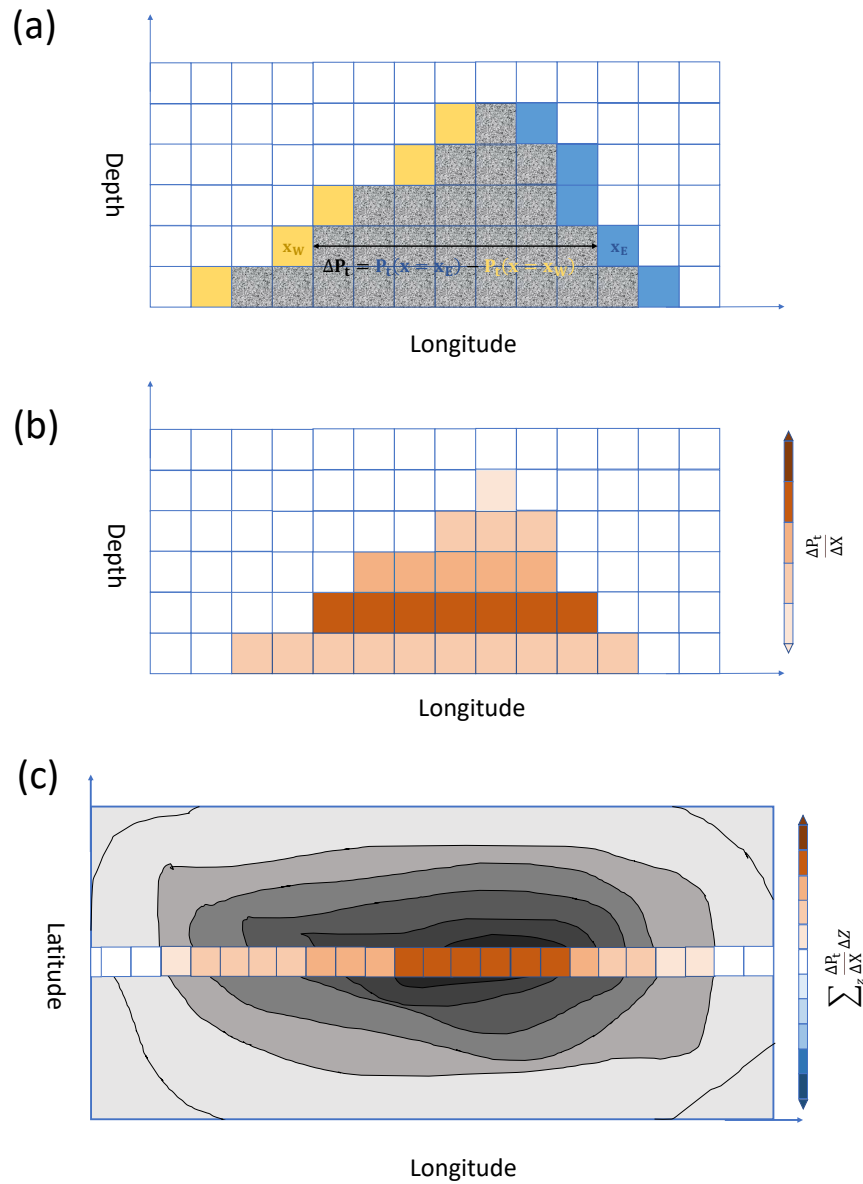 (a)
Depth
x_W
x_E
ΔP_t = P_t(x = x_E) − P_t(x = x_W)
Longitude
(b)
Depth
ΔP_t
ΔX
Longitude
(c)
Latitude
∑_z ΔP_t/ΔX ΔZ
Longitude